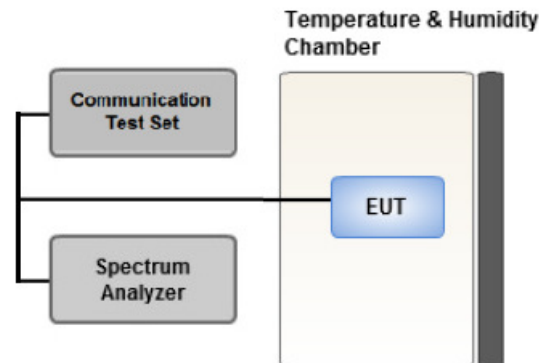 Temperature & Humidity
Chamber
Communication
Test Set
EUT
Spectrum
Analyzer